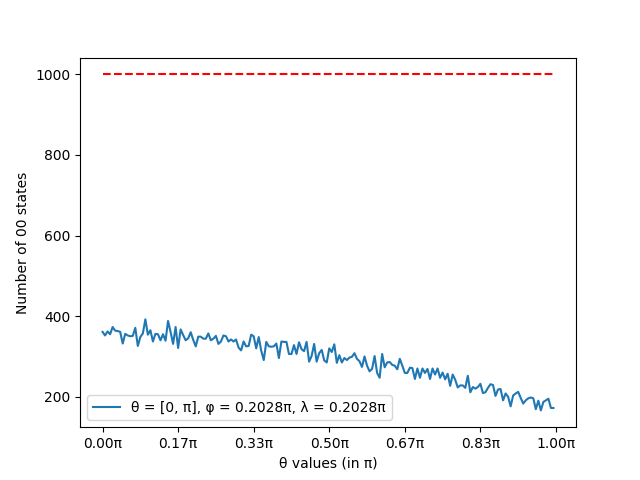 1000
800
600
400
200
Number of 00 states
θ = [0, π], φ = 0.2028π, λ = 0.2028π
0.00π 0.17π 0.33π 0.50π 0.67π 0.83π 1.00π
θ values (in π)